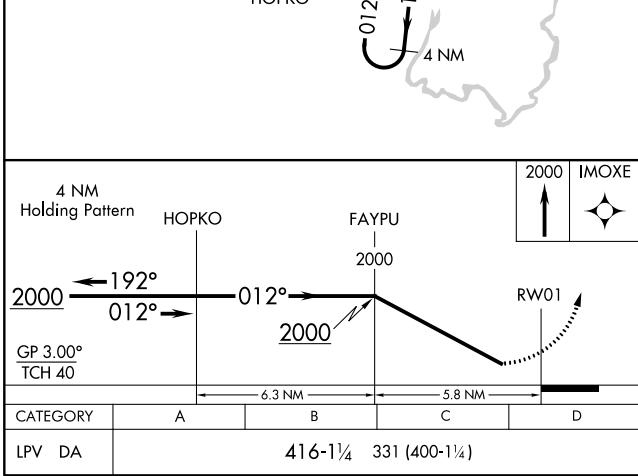 HOPKO
012°
4 NM
2000 IMOXE
4 NM
Holding Pattern
HOPKO
FAYPU
2000
192°
2000
012°
012°
2000
RW01
GP 3.00°
TCH 40
6.3 NM
5.8 NM
CATEGORY A B C D
LPV DA 416-1¼ 331 (400-1¼)